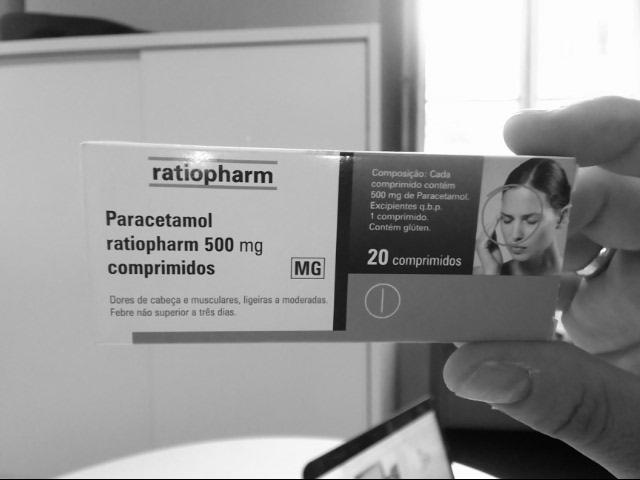 ratiopharm
Paracetamol
ratiopharm 500 mg
comprimidos
MG
Dores de cabeça e musculares, ligeiras a moderadas.
Febre não superior a três dias.
Composição: Cada
comprimido contém
500 mg de Paracetamol.
Excipientes q.b.p.
1 comprimido.
Contém glúten.
20 comprimidos